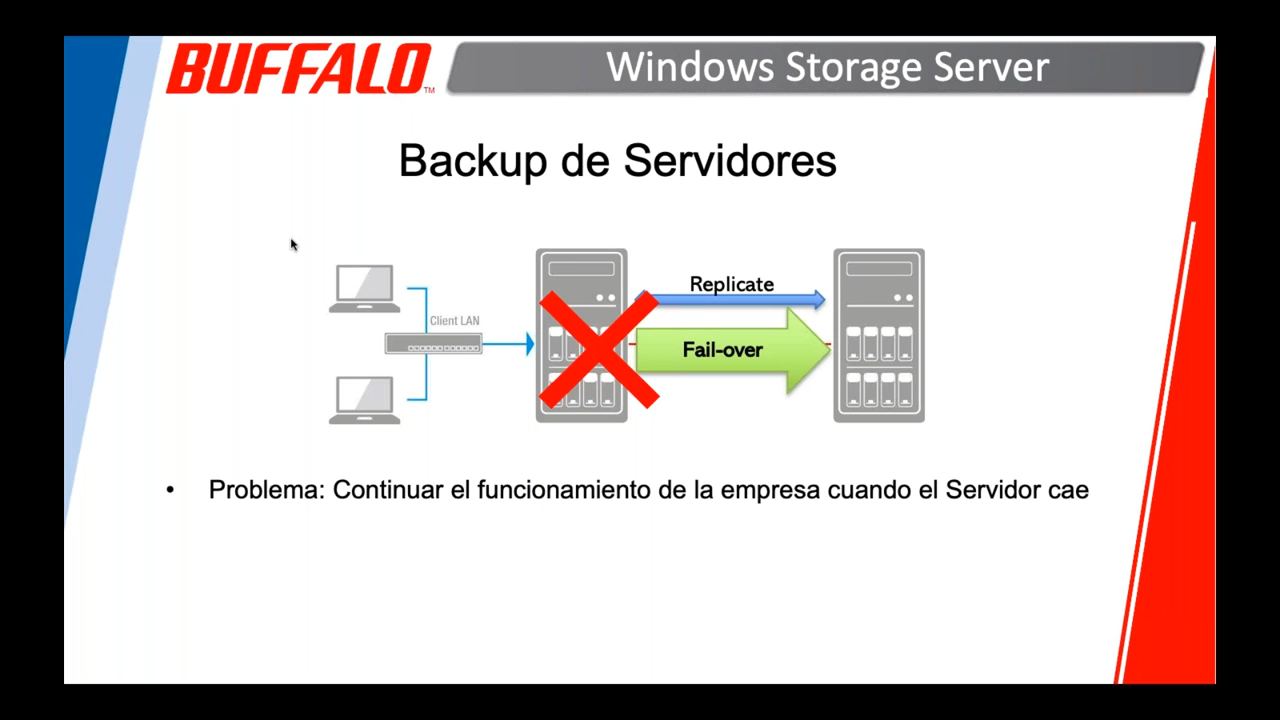 BUFFALO™
Windows Storage Server
Backup de Servidores
Replicate
Client LAN
Fail-over
• Problema: Continuar el funcionamiento de la empresa cuando el Servidor cae